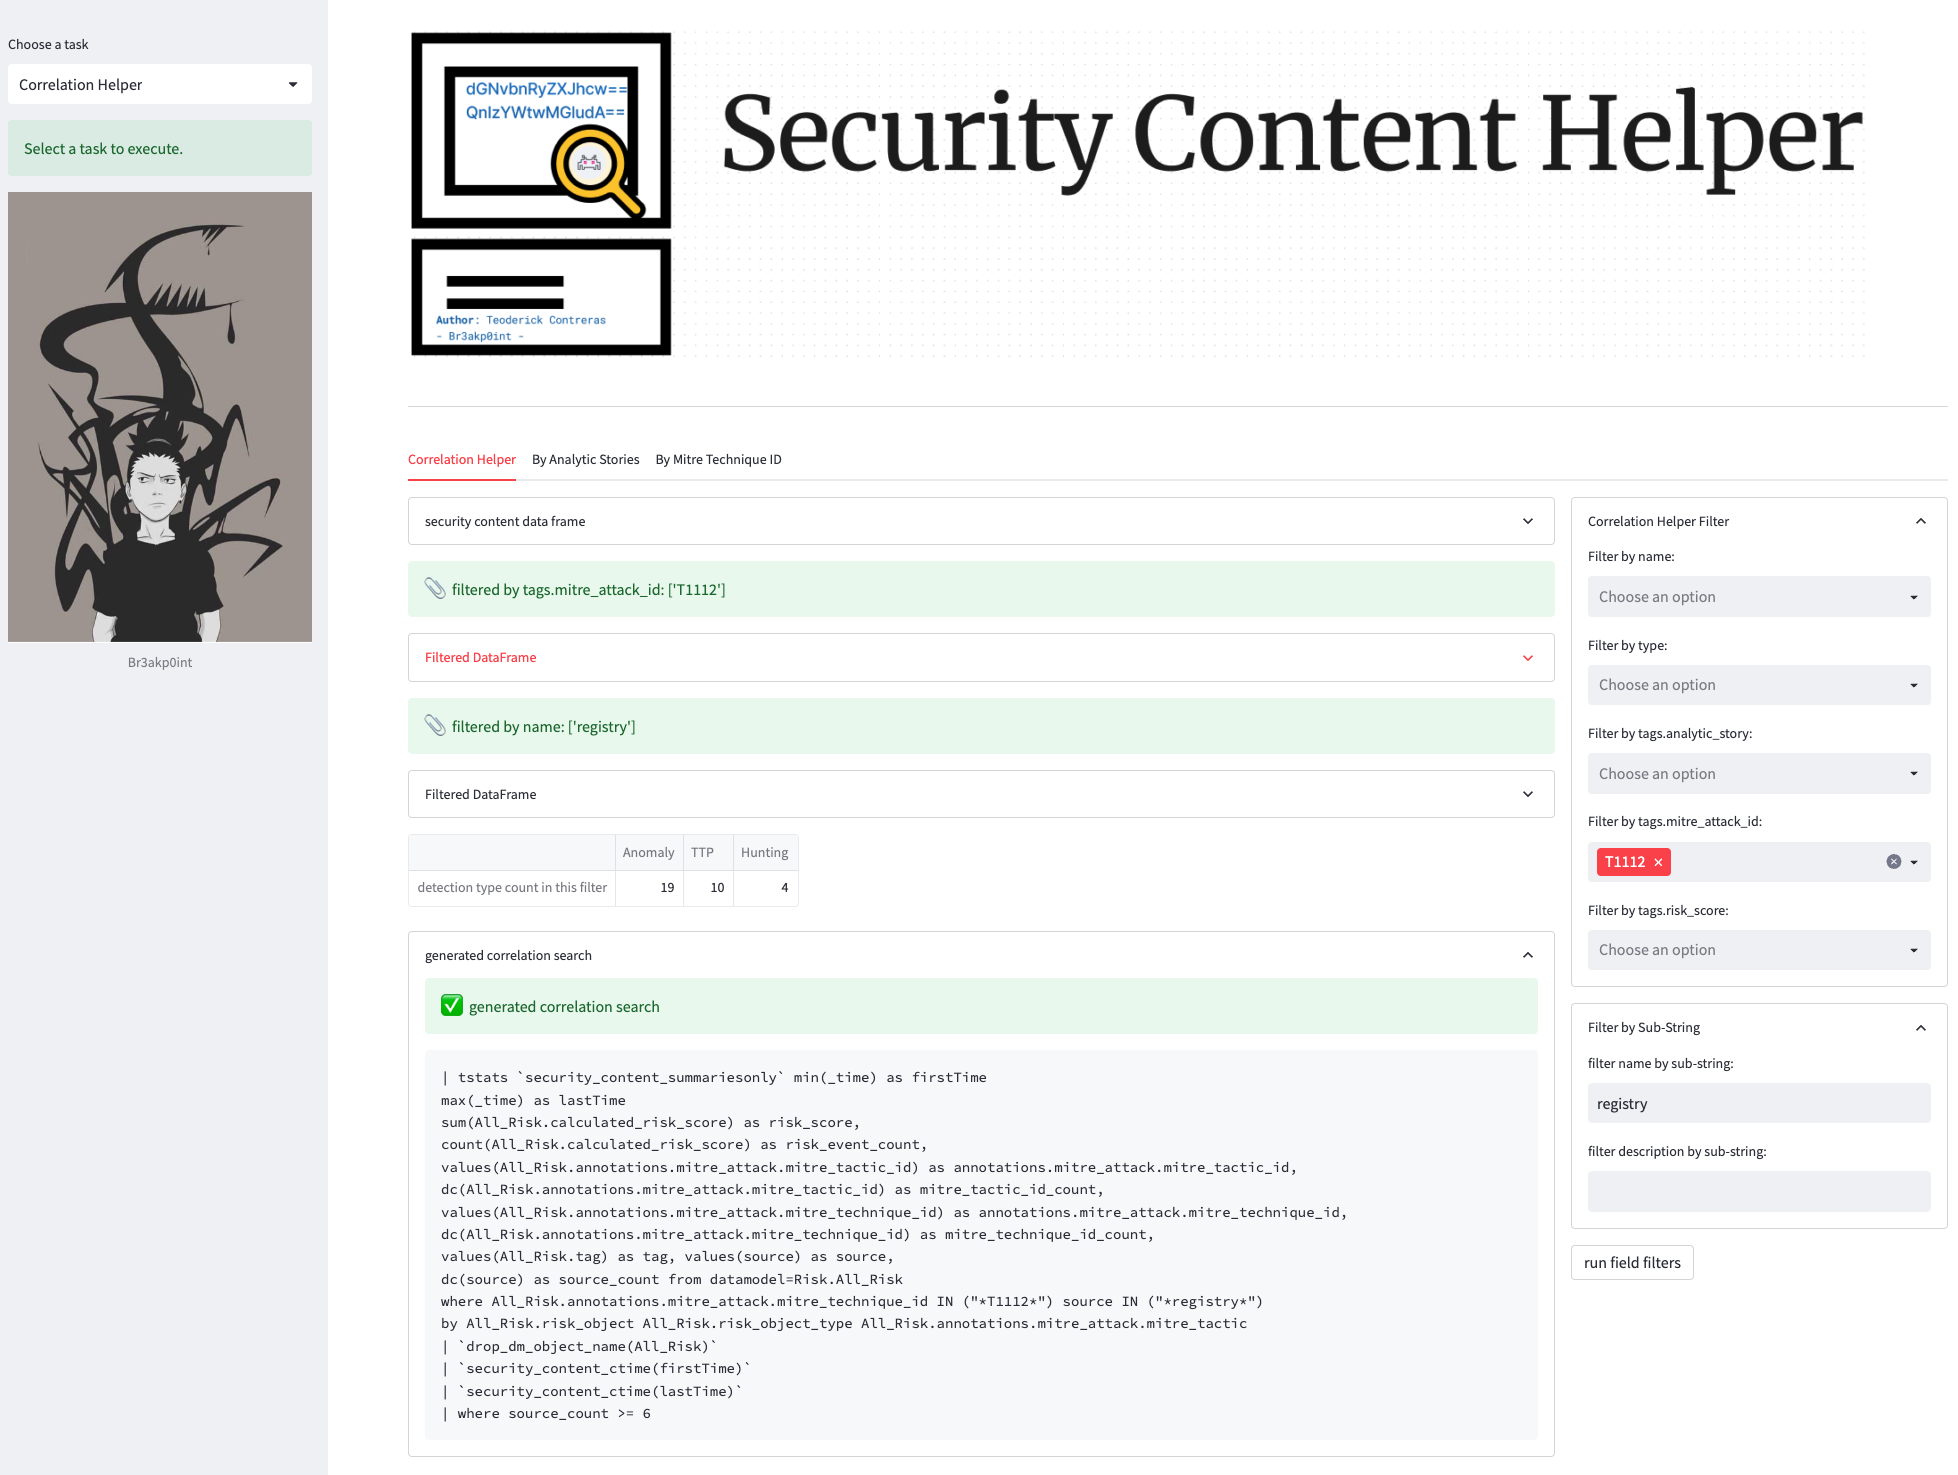 Choose a task
Correlation Helper
Select a task to execute.
Br3akp0int
dGNvbnRyZXJhcw==
QnIzYWtwMGludA==
Author: Teoderick Contreras
- Br3akp0int -
Security Content Helper
Correlation Helper
By Analytic Stories
By Mitre Technique ID
security content data frame
filtered by tags.mitre_attack_id: ['T1112']
Filtered DataFrame
filtered by name: ['registry']
Filtered DataFrame
Anomaly TTP Hunting
detection type count in this filter 19 10 4
generated correlation search
generated correlation search
| tstats `security_content_summariesonly` min(_time) as firstTime
max(_time) as lastTime
sum(All_Risk.calculated_risk_score) as risk_score,
count(All_Risk.calculated_risk_score) as risk_event_count,
values(All_Risk.annotations.mitre_attack.mitre_tactic_id) as annotations.mitre_attack.mitre_tactic_id,
dc(All_Risk.annotations.mitre_attack.mitre_tactic_id) as mitre_tactic_id_count,
values(All_Risk.annotations.mitre_attack.mitre_technique_id) as annotations.mitre_attack.mitre_technique_id,
dc(All_Risk.annotations.mitre_attack.mitre_technique_id) as mitre_technique_id_count,
values(All_Risk.tag) as tag, values(source) as source,
dc(source) as source_count from datamodel=Risk.All_Risk
where All_Risk.annotations.mitre_attack.mitre_technique_id IN ("*T1112*") source IN ("*registry*")
by All_Risk.risk_object All_Risk.risk_object_type All_Risk.annotations.mitre_attack.mitre_tactic
| `drop_dm_object_name(All_Risk)`
| `security_content_ctime(firstTime)`
| `security_content_ctime(lastTime)`
| where source_count >= 6
Correlation Helper Filter
Filter by name:
Choose an option
Filter by type:
Choose an option
Filter by tags.analytic_story:
Choose an option
Filter by tags.mitre_attack_id:
T1112
Filter by tags.risk_score:
Choose an option
Filter by Sub-String
filter name by sub-string:
registry
filter description by sub-string:
run field filters